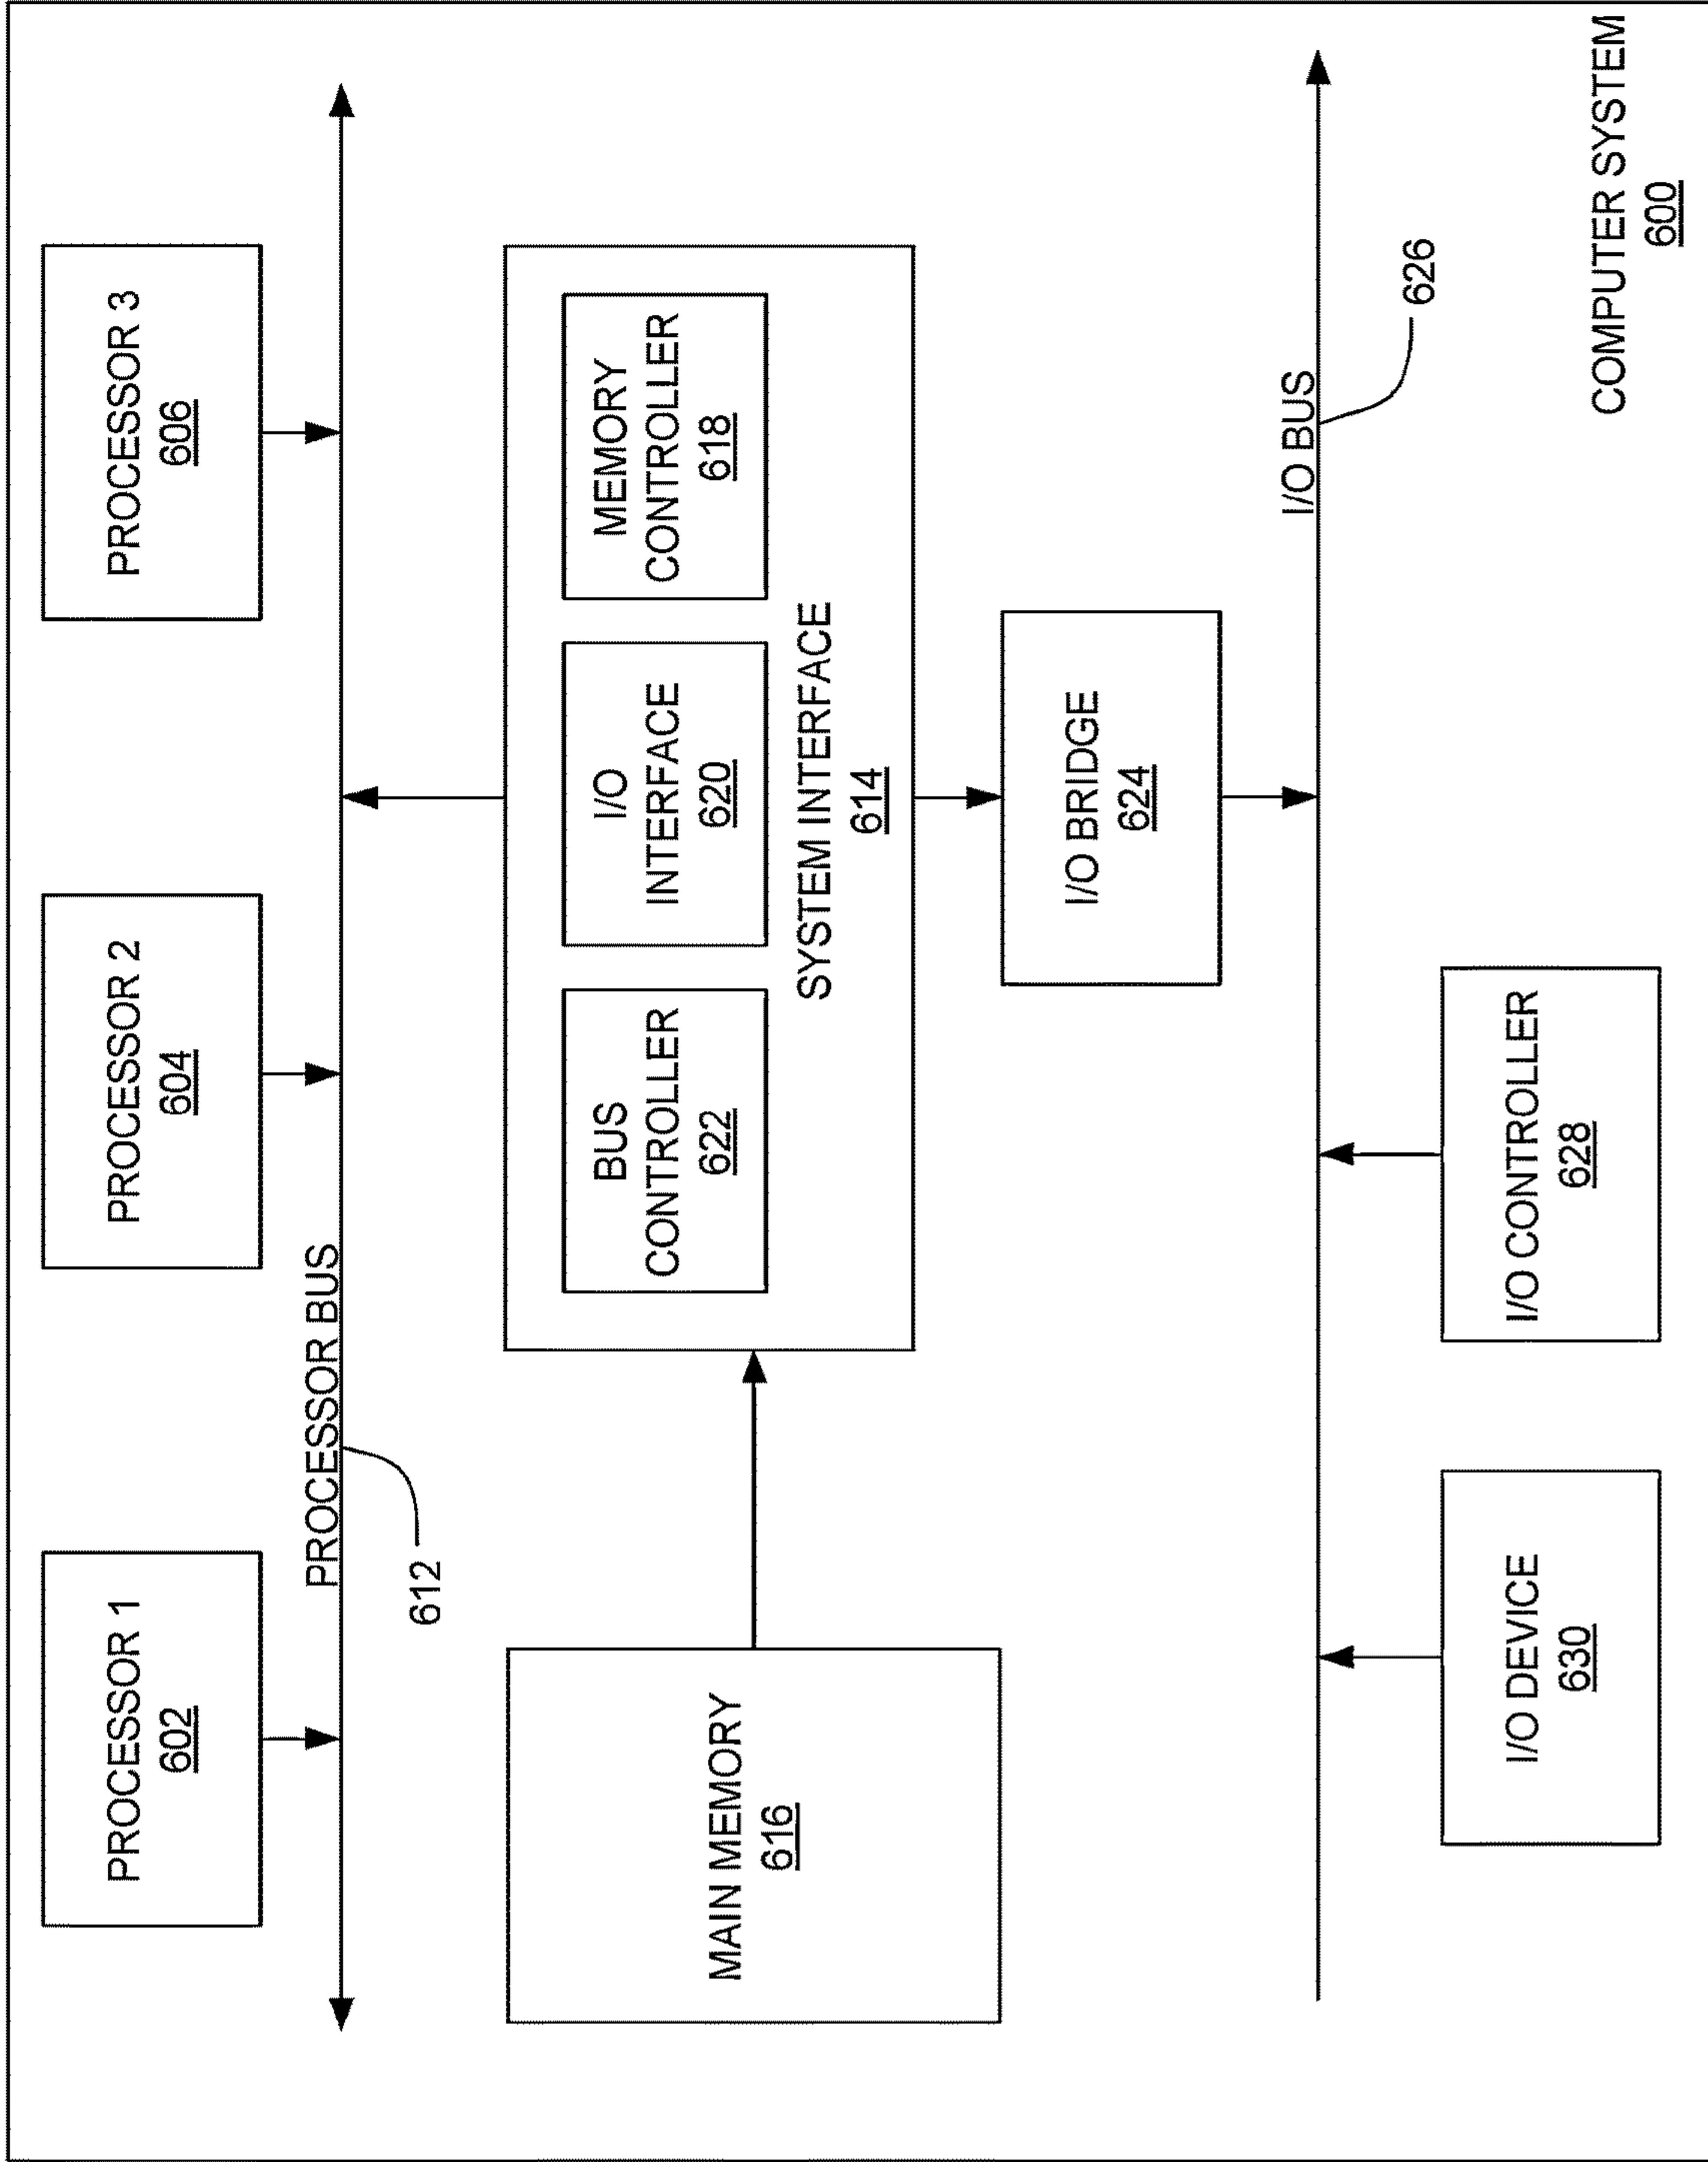 PROCESSOR 1
602
PROCESSOR 2
604
PROCESSOR 3
606
PROCESSOR BUS
612
MAIN MEMORY
616
BUS
CONTROLLER
622
I/O
INTERFACE
620
MEMORY
CONTROLLER
618
SYSTEM INTERFACE
614
I/O BRIDGE
624
I/O BUS
626
I/O DEVICE
630
I/O CONTROLLER
628
COMPUTER SYSTEM
600